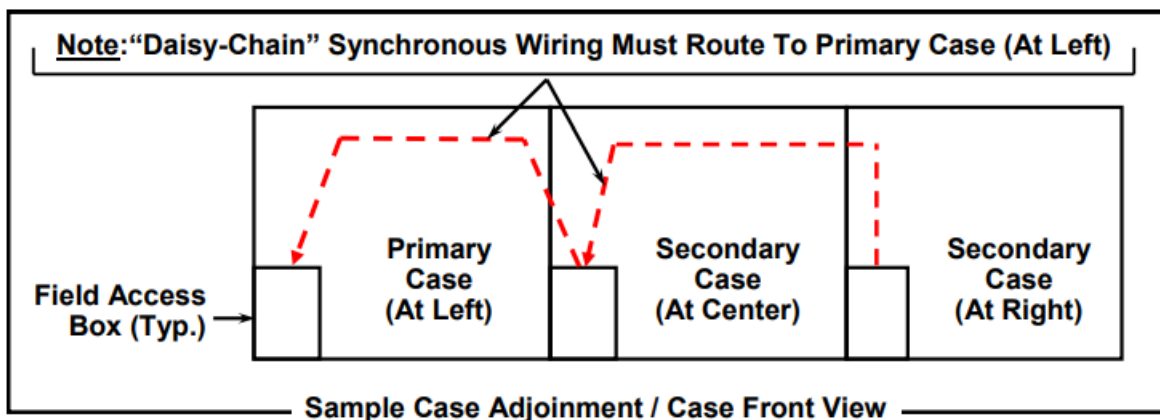 Note:“Daisy-Chain” Synchronous Wiring Must Route To Primary Case (At Left)
Primary
Case
(At Left)
Secondary
Case
(At Center)
Secondary
Case
(At Right)
Field Access
Box (Typ.)
Sample Case Adjoinment / Case Front View